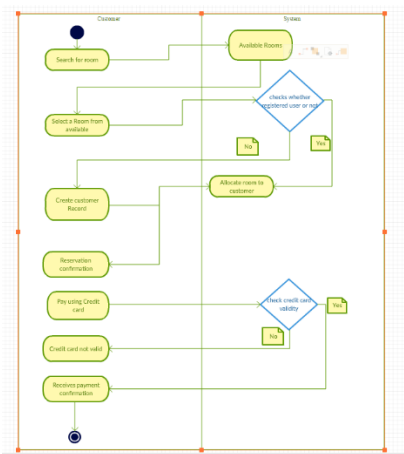 Customer
System
Search for room
Available Rooms
checks whether
registered user or not
Select a Room from
available
No
Yes
Allocate room to
customer
Create customer
Record
Reservation
confirmation
Pay using Credit
card
check credit card
validity
Yes
No
Credit card not valid
Receives payment
confirmation